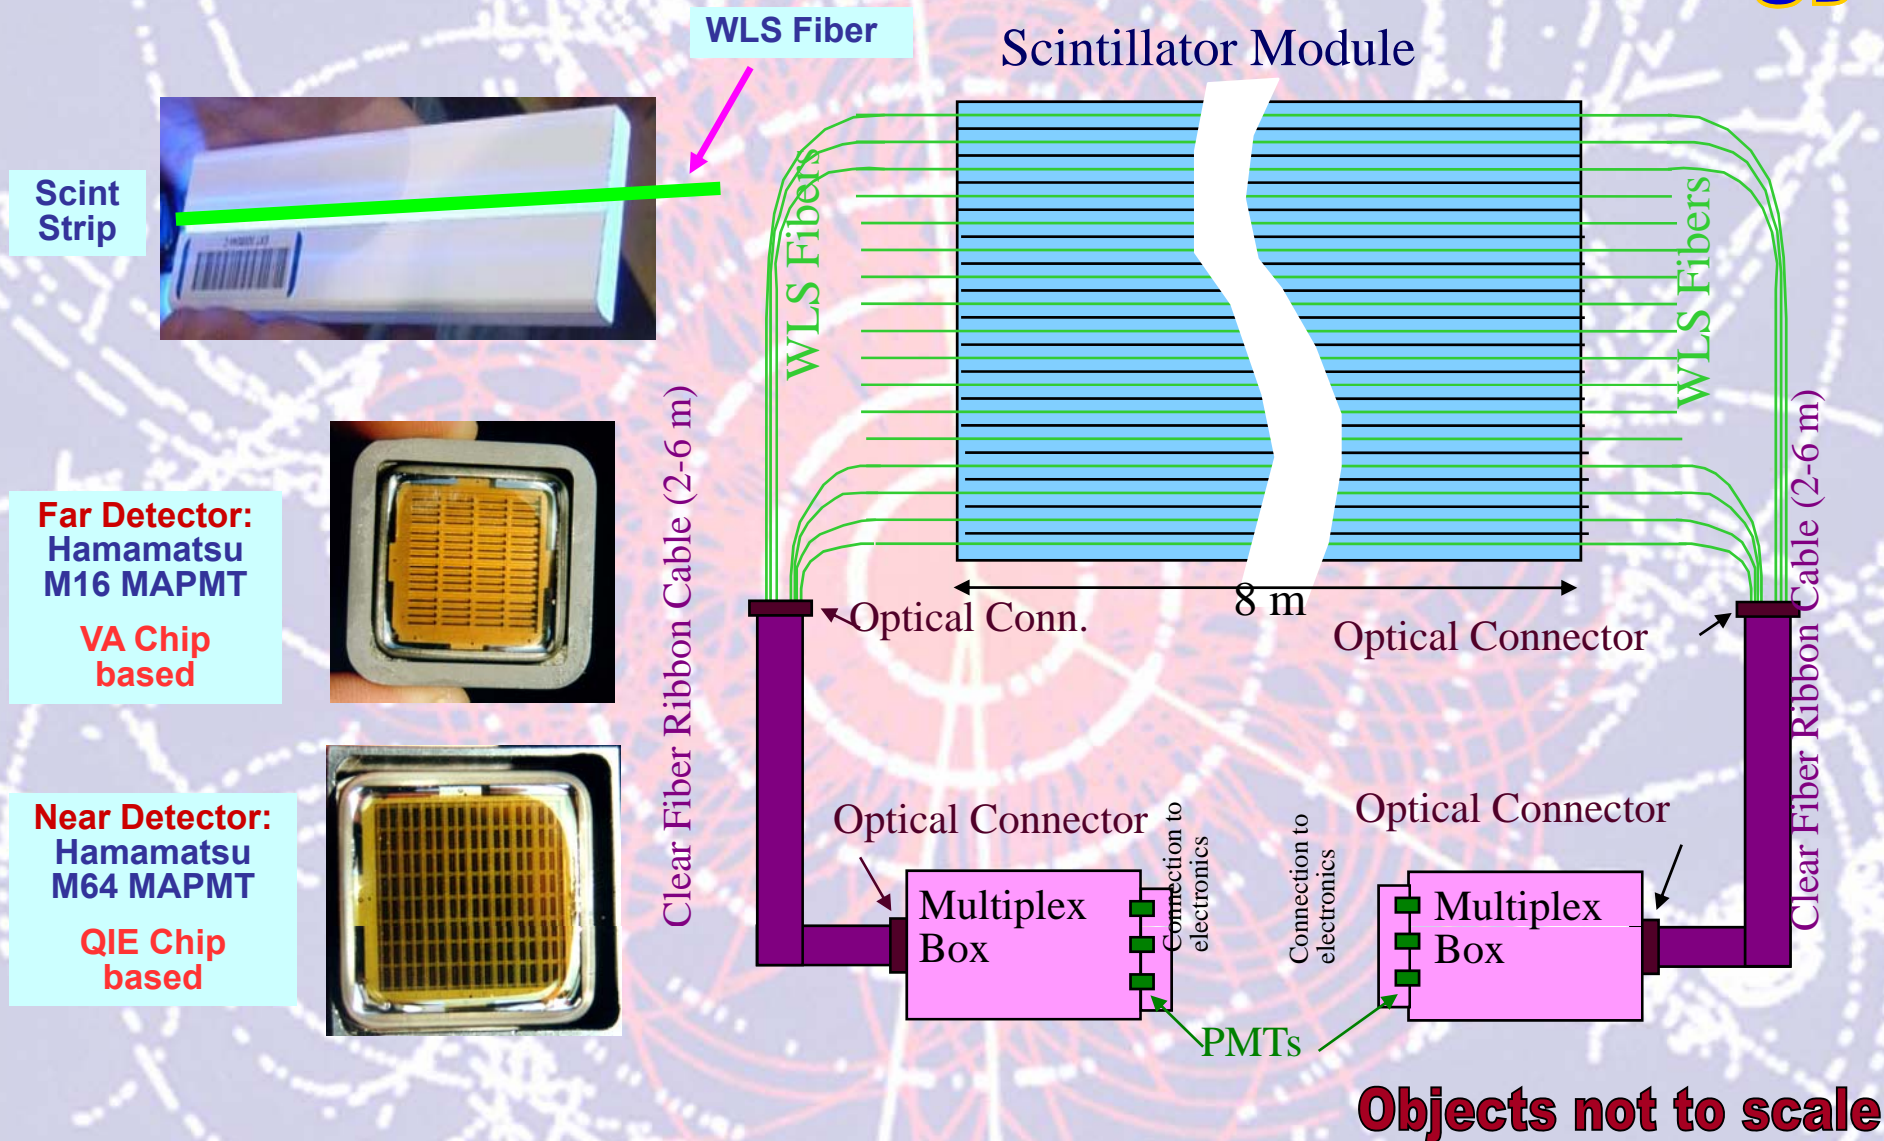 WLS Fiber
Scintillator Module
Scint
Strip
WLS Fibers
WLS Fibers
Far Detector:
Hamamatsu
M16 MAPMT
VA Chip
based
Clear Fiber Ribbon Cable (2-6 m)
Clear Fiber Ribbon Cable (2-6 m)
8 m
Optical Conn.
Optical Connector
Near Detector:
Hamamatsu
M64 MAPMT
QIE Chip
based
Optical Connector
Connection to
electronics
Connection to
electronics
Optical Connector
Multiplex
Box
Multiplex
Box
PMTs
Objects not to scale